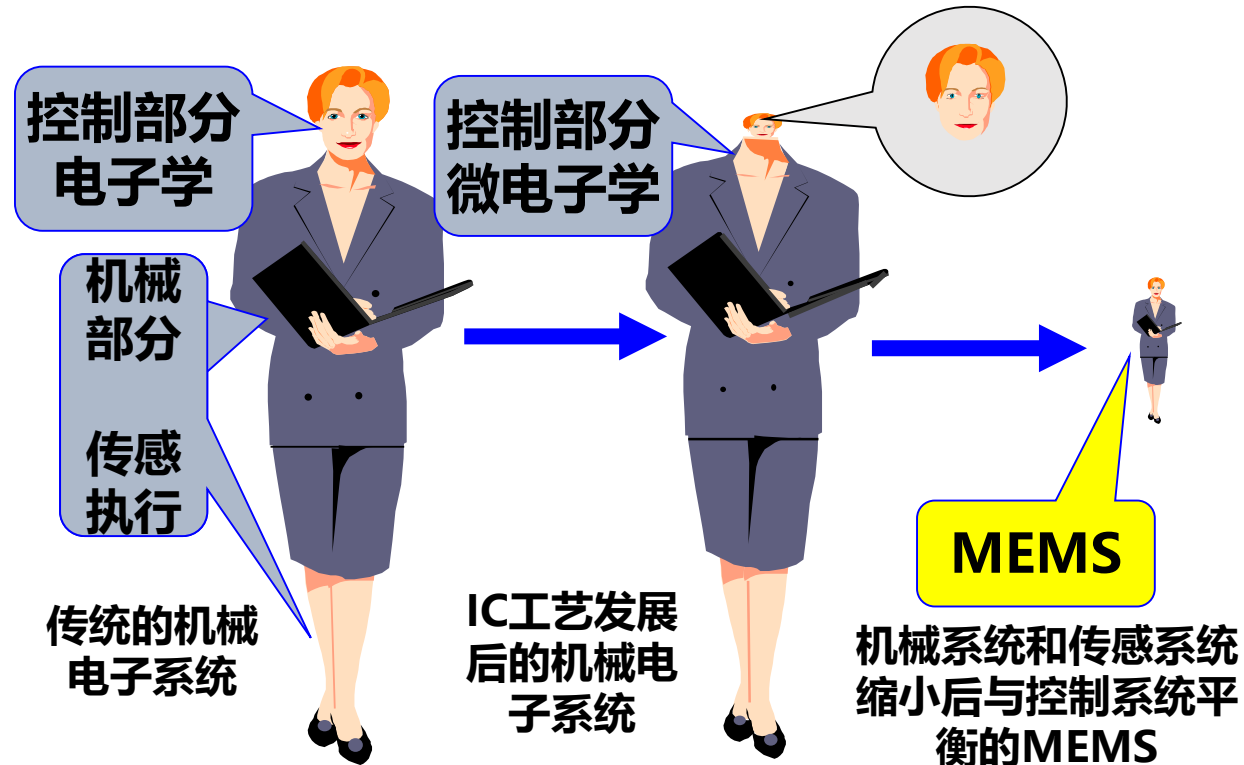 控制部分
电子学
机械
部分
传感
执行
传统的机械
电子系统
控制部分
微电子学
IC工艺发展
后的机械电
子系统
MEMS
机械系统和传感系统
缩小后与控制系统平
衡的MEMS